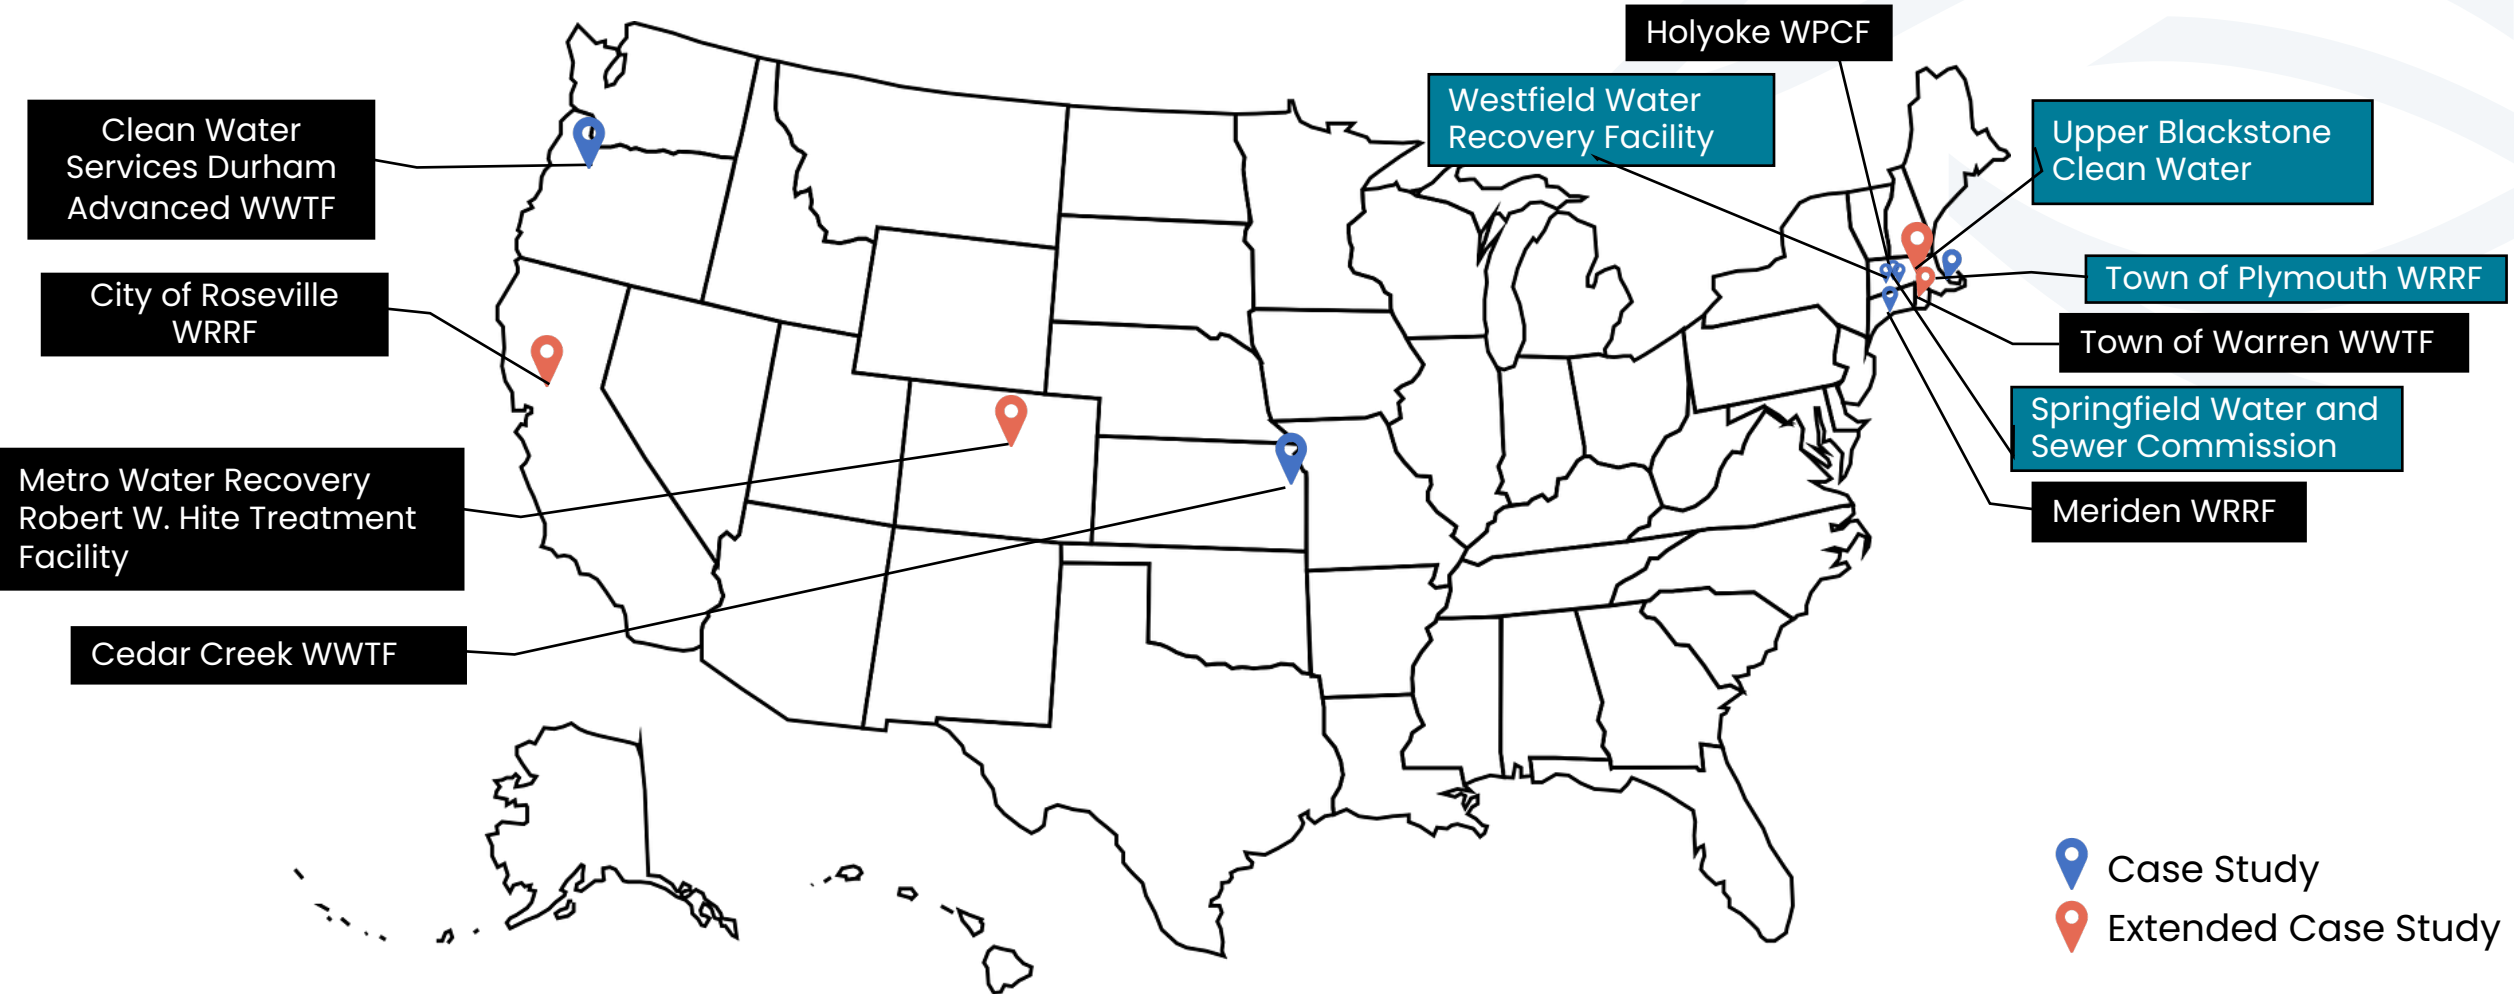 Holyoke WPCF
Westfield Water
Recovery Facility
Clean Water
Services Durham
Advanced WWTF
Upper Blackstone
Clean Water
City of Roseville
WRRF
Town of Plymouth WRRF
Town of Warren WWTF
Springfield Water and
Sewer Commission
Metro Water Recovery
Robert W. Hite Treatment
Facility
Meriden WRRF
Cedar Creek WWTF
Case Study
Extended Case Study